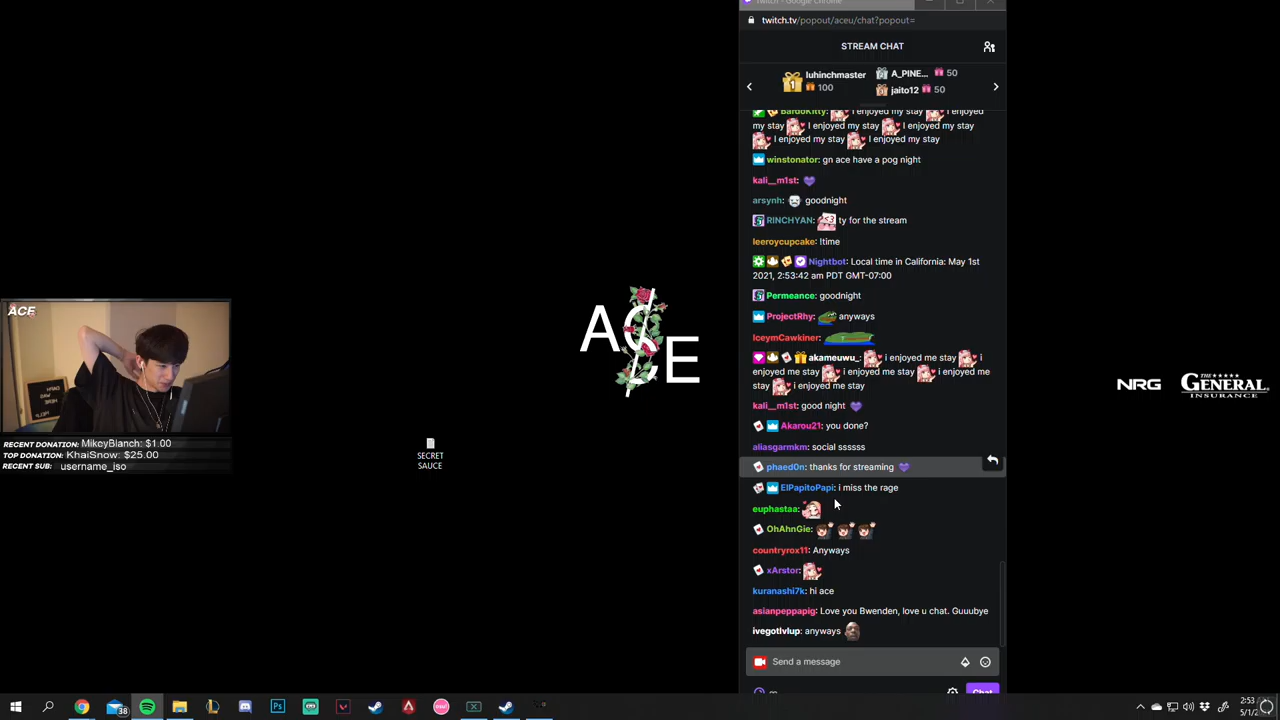 twitch.tv/popout/aceu/chat?popout=
STREAM CHAT
luhinchmaster
100
A_PINE... 50
jaito12 50
BardoKitty: I enjoyed my stay I enjoyed
my stay I enjoyed my stay I enjoyed my stay
I enjoyed my stay I enjoyed my stay
winstonator: gn ace have a pog night
kali__m1st:
arsynh: goodnight
RINCHYAN: ty for the stream
leeroycupcake: !time
Nightbot: Local time in California: May 1st
2021, 2:53:42 am PDT GMT-07:00
Permeance: goodnight
ProjectRhy: anyways
IceymCawkiner:
akameuwu_: i enjoyed me stay i
enjoyed me stay i enjoyed me stay i enjoyed me
stay i enjoyed me stay
kali__m1st: good night
Akarou21: you done?
aliasgarmkm: social ssssss
phaed0n: thanks for streaming
ElPapitoPapi: i miss the rage
euphastaa:
OhAhnGie:
countryrox11: Anyways
xArstor:
kuranashi7k: hi ace
asianpeppapig: Love you Bwenden, love u chat. Guuubye
ivegotlvlup: anyways
Send a message
Chat
ACE
RECENT DONATION: MikeyBlanch: $1.00
TOP DONATION: KhaiSnow: $25.00
RECENT SUB: username_iso
SECRET
SAUCE
ACE
NRG
THE GENERAL
INSURANCE
38
Ps
2:53
5/1/